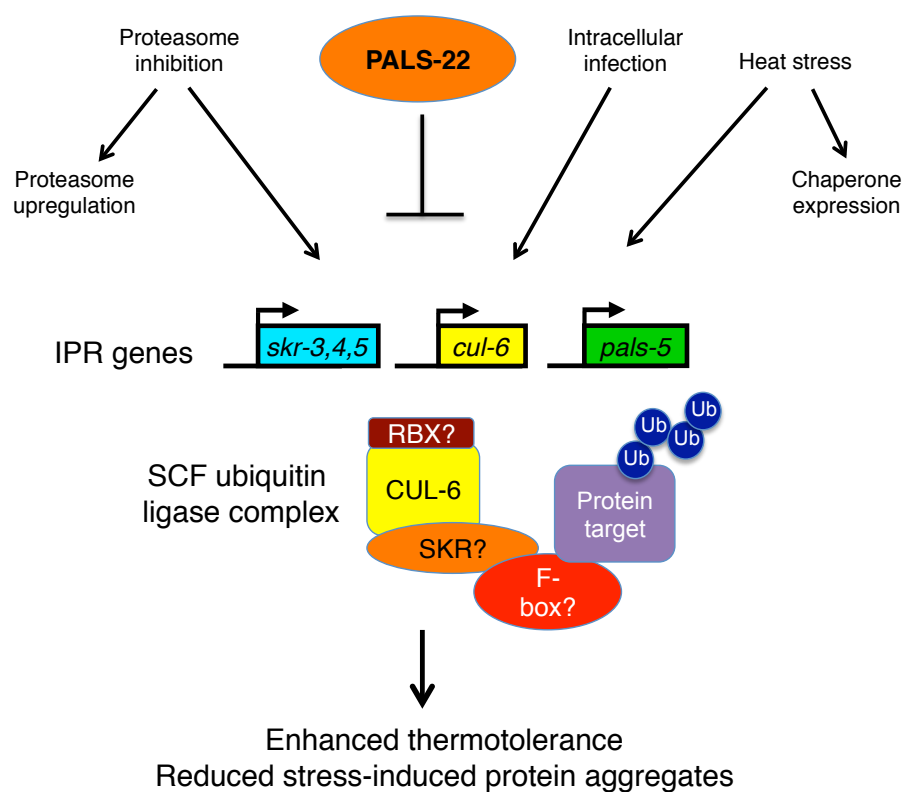 Proteasome
inhibition
PALS-22
Intracellular
infection
Heat stress
Proteasome
upregulation
Chaperone
expression
IPR genes
skr-3,4,5
cul-6
pals-5
SCF ubiquitin
ligase complex
RBX?
CUL-6
SKR?
F-
box?
Protein
target
Ub
Ub
Ub
Ub
Enhanced thermotolerance
Reduced stress-induced protein aggregates